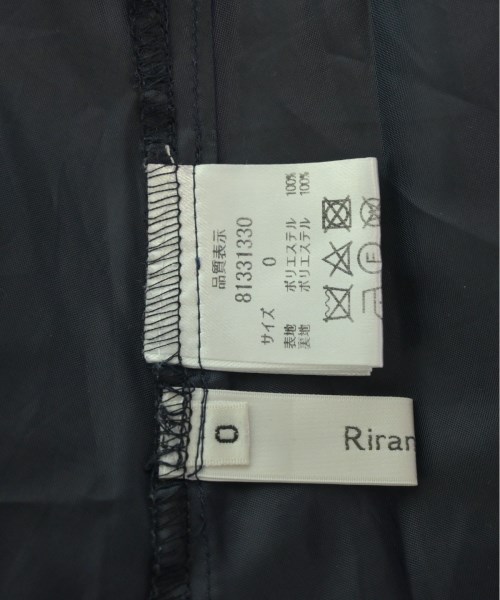 品質表示
81331330
サイズ 0
表地 ポリエステル 100%
裏地 ポリエステル 100%
F
0
Riran